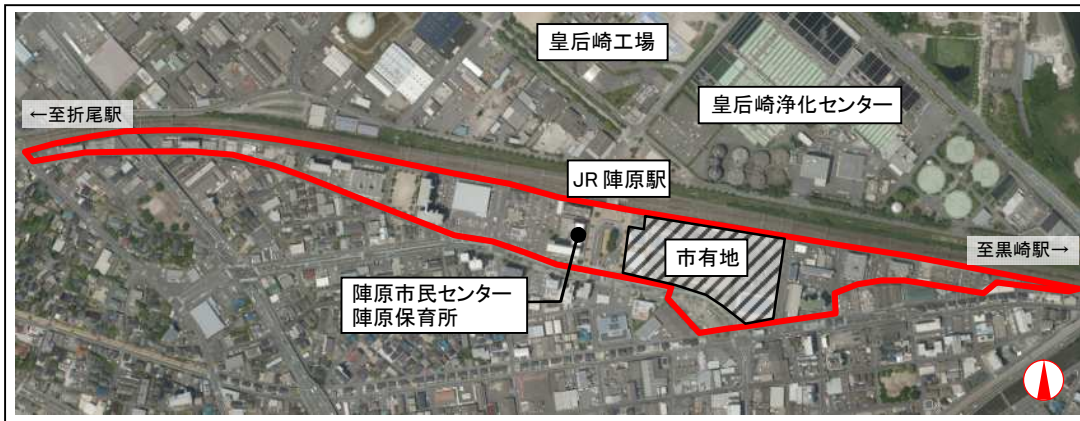 皇后崎工場
皇后崎浄化センター
←至折尾駅
JR 陣原駅
市有地
至黒崎駅→
陣原市民センター
陣原保育所